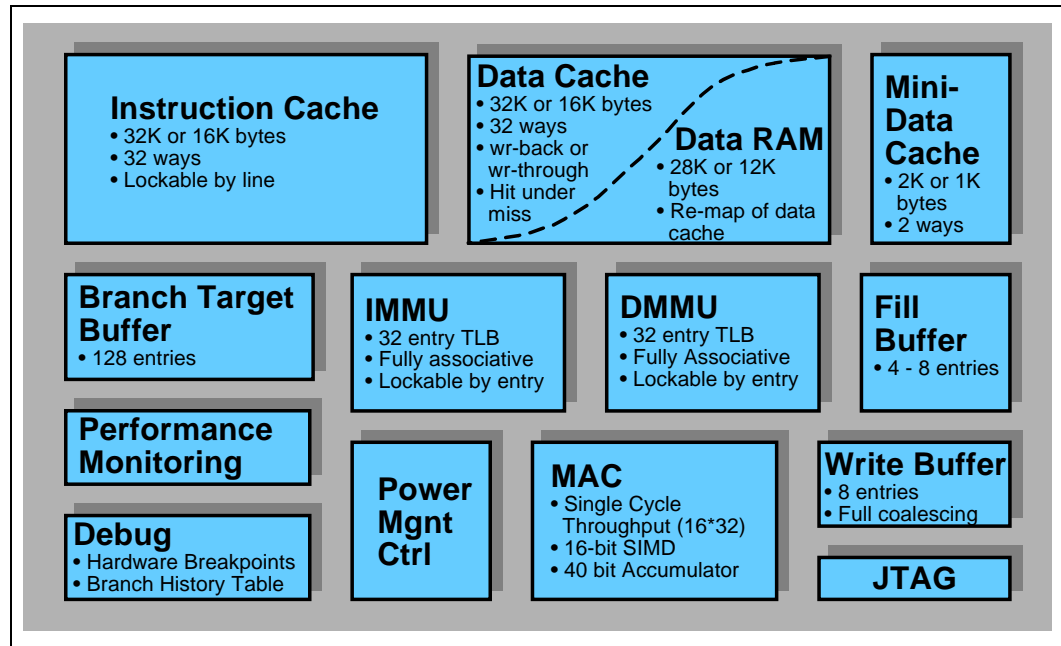 Instruction Cache
• 32K or 16K bytes
• 32 ways
• Lockable by line
Data Cache
• 32K or 16K bytes
• 32 ways
• wr-back or
wr-through
• Hit under
miss
Data RAM
• 28K or 12K
bytes
• Re-map of data
cache
Mini-
Data
Cache
• 2K or 1K
bytes
• 2 ways
Branch Target
Buffer
• 128 entries
IMMU
• 32 entry TLB
• Fully associative
• Lockable by entry
DMMU
• 32 entry TLB
• Fully Associative
• Lockable by entry
Fill
Buffer
• 4 - 8 entries
Performance
Monitoring
Power
Mgnt
Ctrl
MAC
• Single Cycle
Throughput (16*32)
• 16-bit SIMD
• 40 bit Accumulator
Write Buffer
• 8 entries
• Full coalescing
Debug
• Hardware Breakpoints
• Branch History Table
JTAG